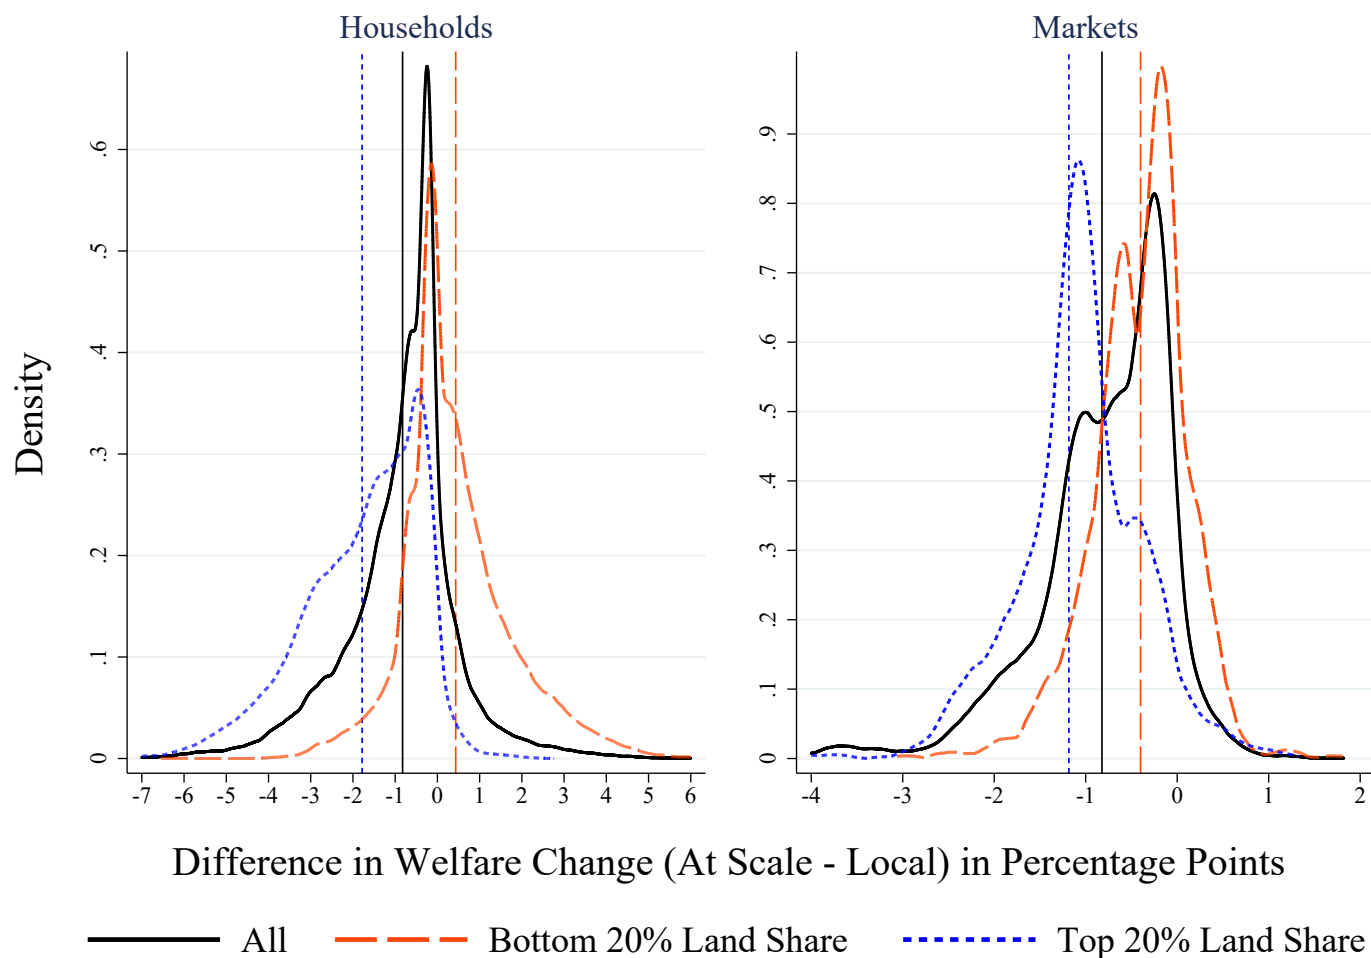 Households
Markets
Density
.6
.5
.4
.3
.2
.1
0
-7 -6 -5 -4 -3 -2 -1 0 1 2 3 4 5 6
.9
.8
.7
.6
.5
.4
.3
.2
.1
0
-4 -3 -2 -1 0 1 2
Difference in Welfare Change (At Scale - Local) in Percentage Points
All Bottom 20% Land Share Top 20% Land Share